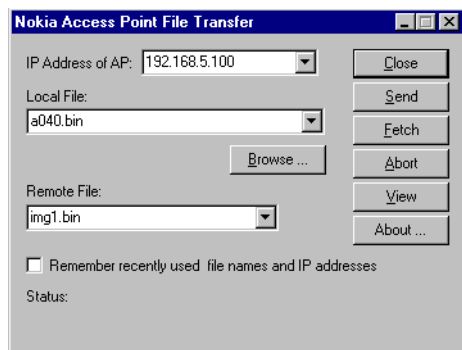 Nokia Access Point File Transfer
IP Address of AP: 192.168.5.100
Close
Local File:
Send
a040.bin
Fetch
Browse ...
Abort
Remote File:
View
img1.bin
About ...
Remember recently used file names and IP addresses
Status: